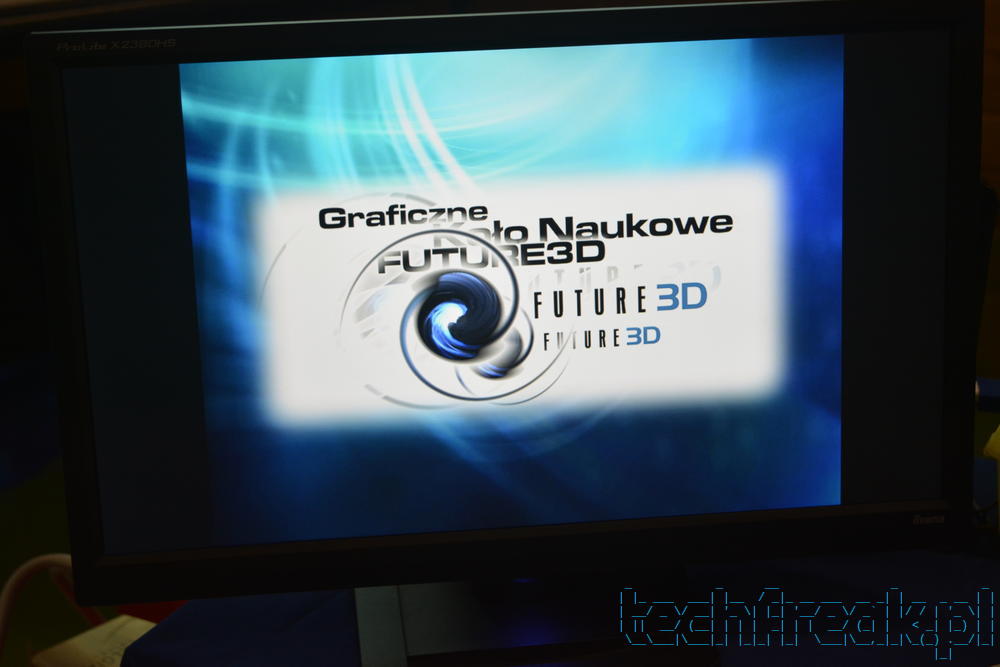 ProLite X2380HS
Graficzne
Koło Naukowe
FUTURE3D
FUTURE 3D
FUTURE 3D
iiyama
techfreak.pl